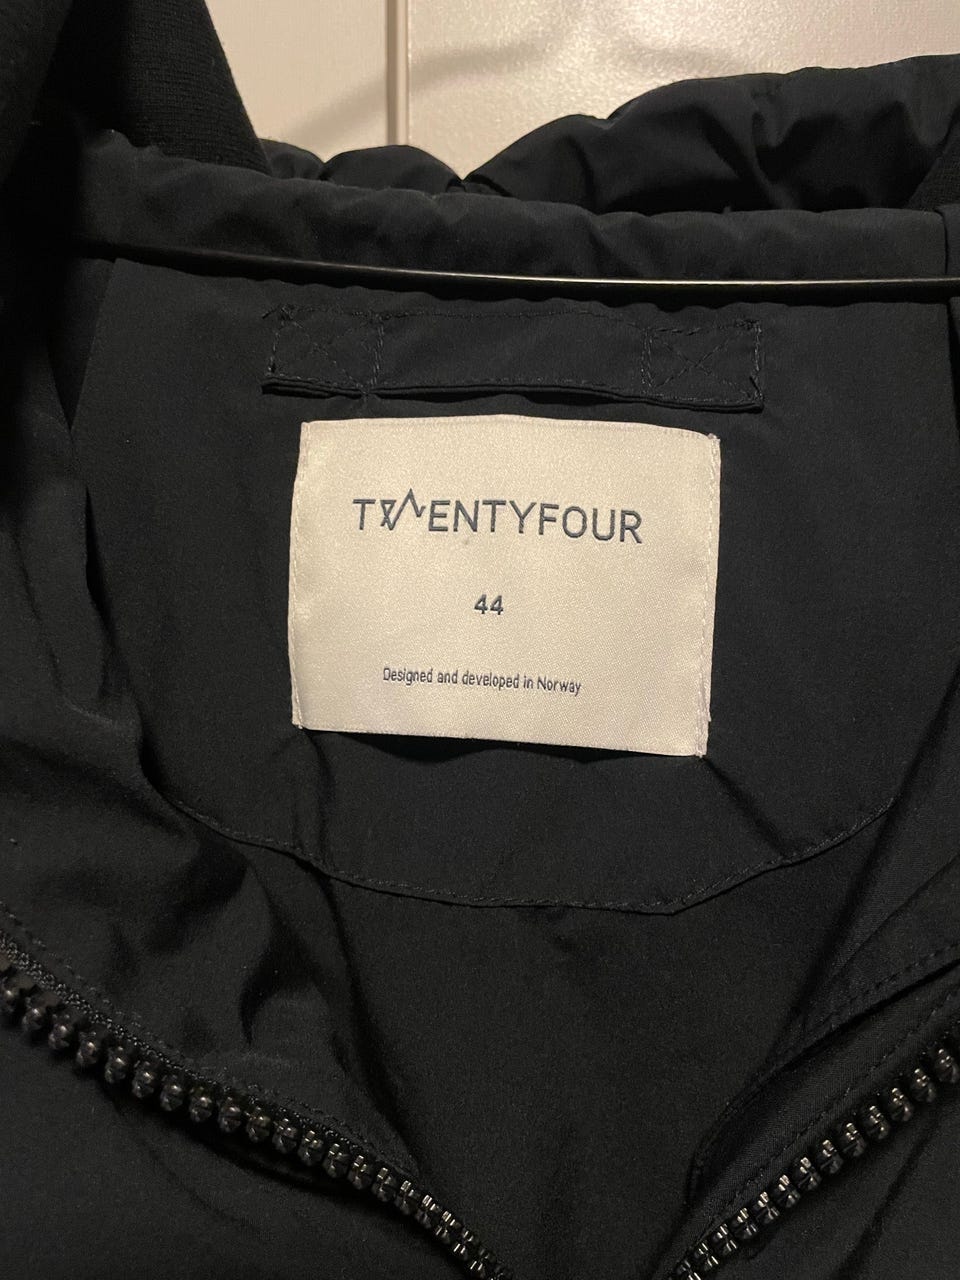 TWENTYFOUR
44
Designed and developed in Norway